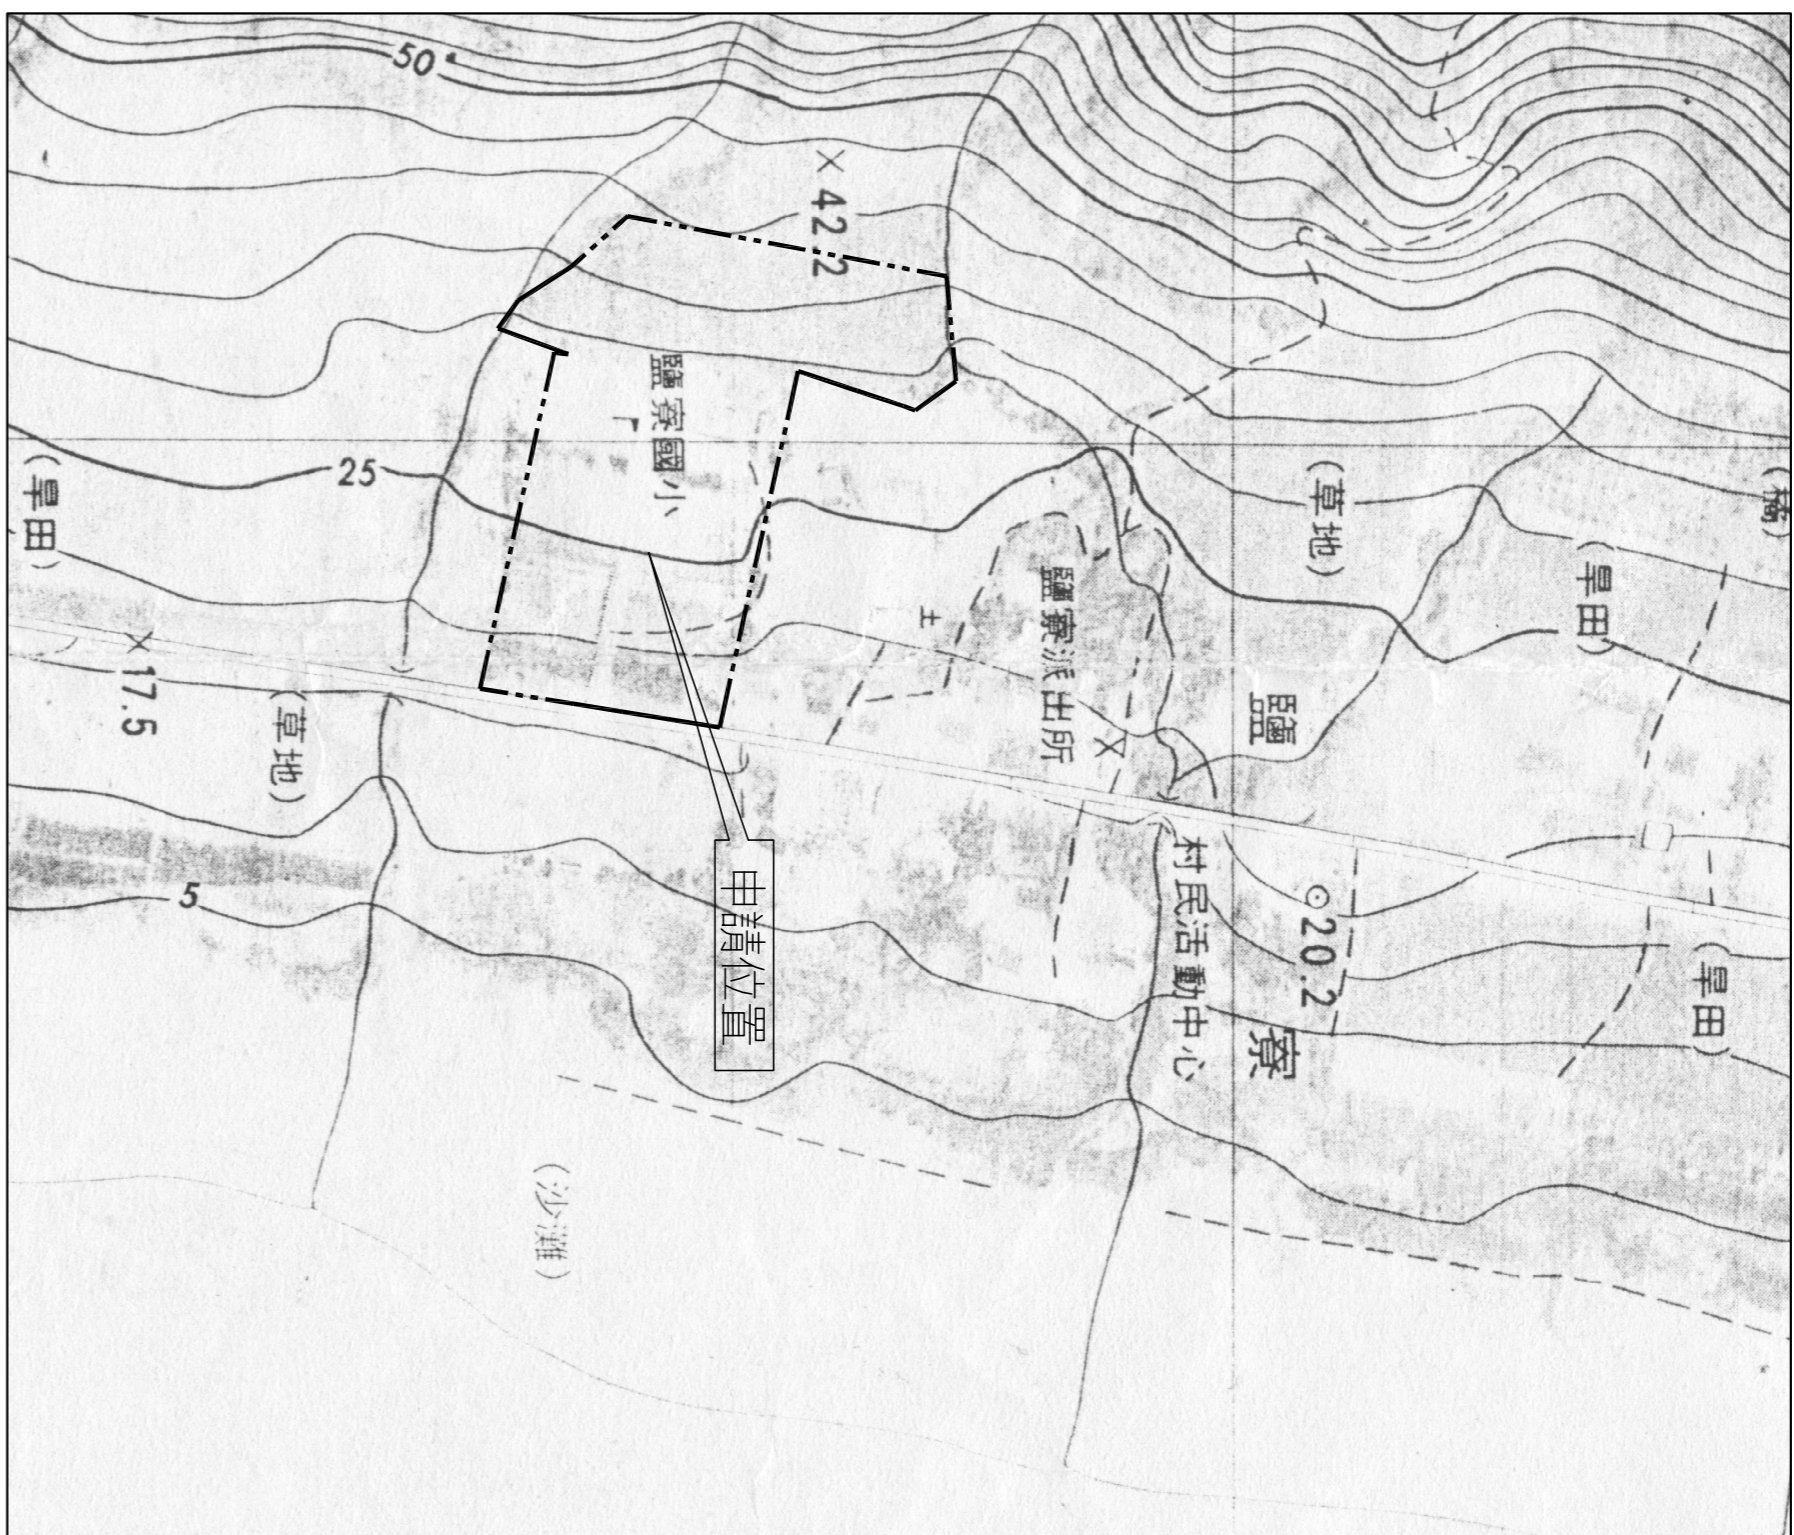 50
42.2
鹽寮國小
25
(旱田)
17.5
(草地)
5
申請位置
鹽寮派出所
土
(草地)
(旱田)
鹽
寮
村民活動中心
20.2
(旱田)
(沙灘)